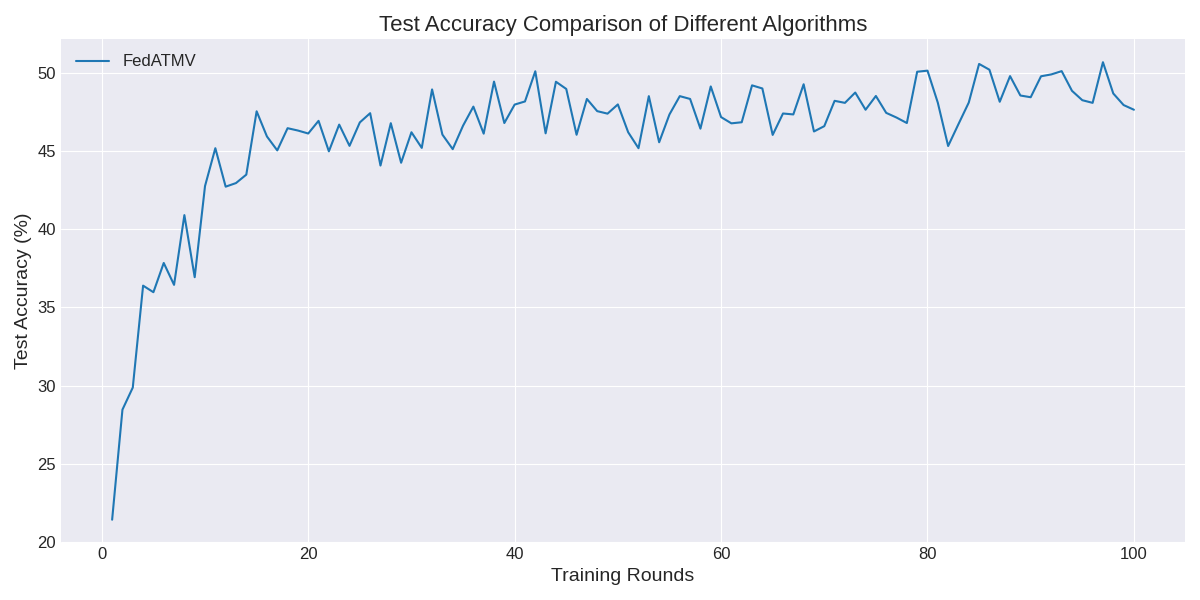 Test Accuracy Comparison of Different Algorithms
FedATMV
Test Accuracy (%)
50
45
40
35
30
25
20
0 20 40 60 80 100
Training Rounds